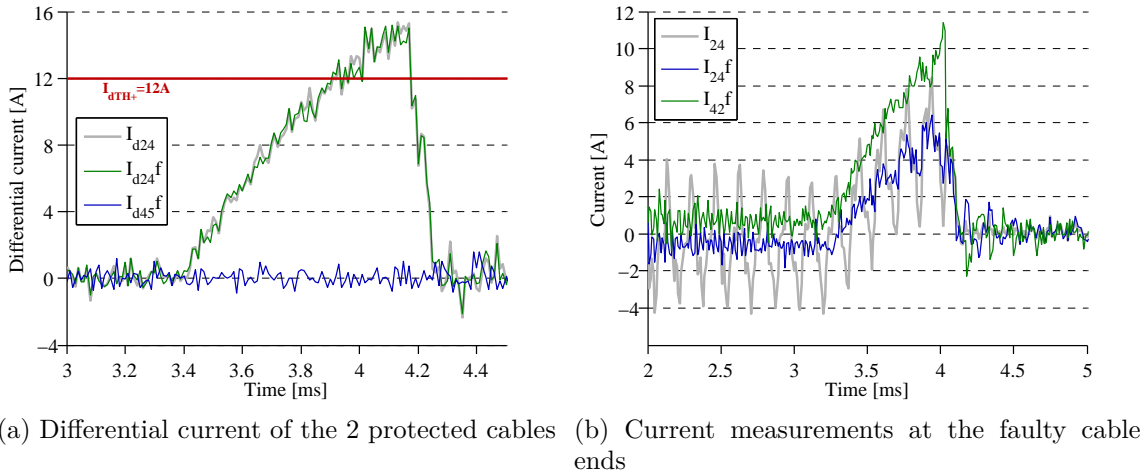 16
12
8
4
0
−4
Differential current [A]
I_dTH+=12A
I_d24
I_d24f
I_d45f
3
3.2
3.4
3.6
3.8
4
4.2
4.4
Time [ms]
12
10
8
6
4
2
0
−2
−4
Current [A]
I_24
I_24f
I_42f
2
2.5
3
3.5
4
4.5
5
Time [ms]
(a) Differential current of the 2 protected cables
(b) Current measurements at the faulty cable
ends